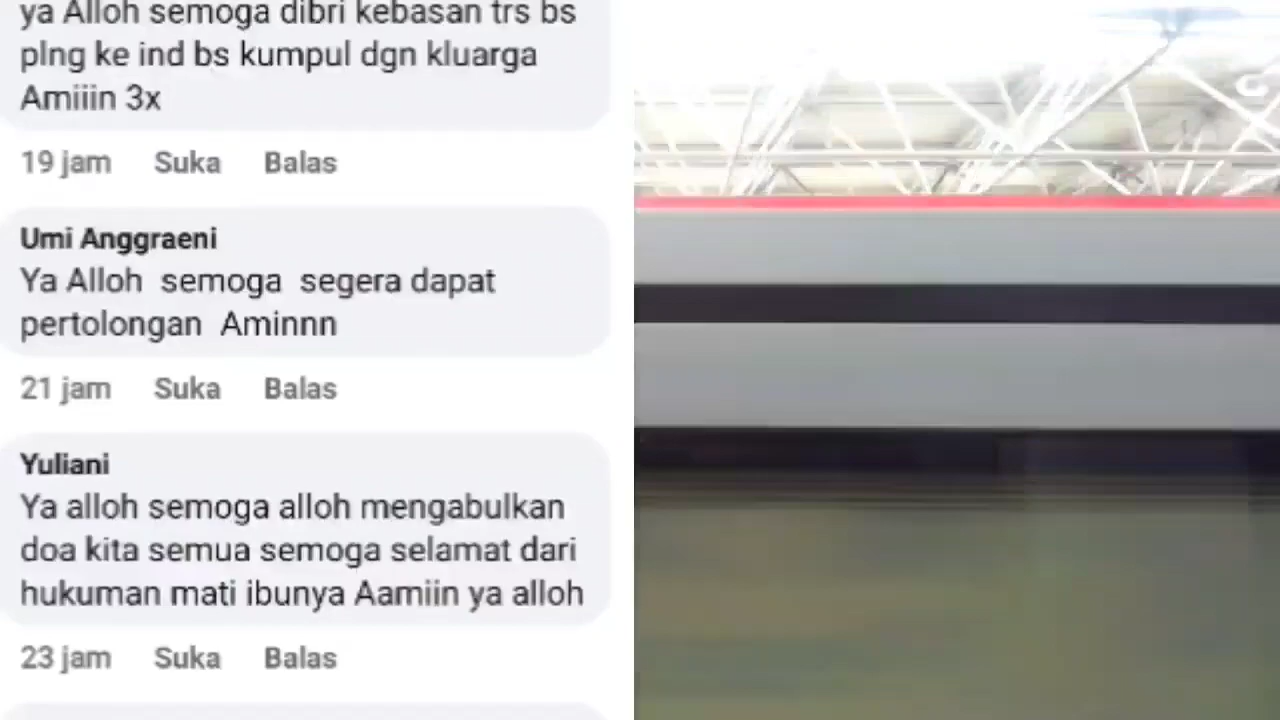 ya Alloh semoga dibri kebasan trs bs
plng ke ind bs kumpul dgn kluarga
Amiiin 3x
19 jam Suka Balas
Umi Anggraeni
Ya Alloh semoga segera dapat
pertolongan Aminnn
21 jam Suka Balas
Yuliani
Ya alloh semoga alloh mengabulkan
doa kita semua semoga selamat dari
hukuman mati ibunya Aamiin ya alloh
23 jam Suka Balas